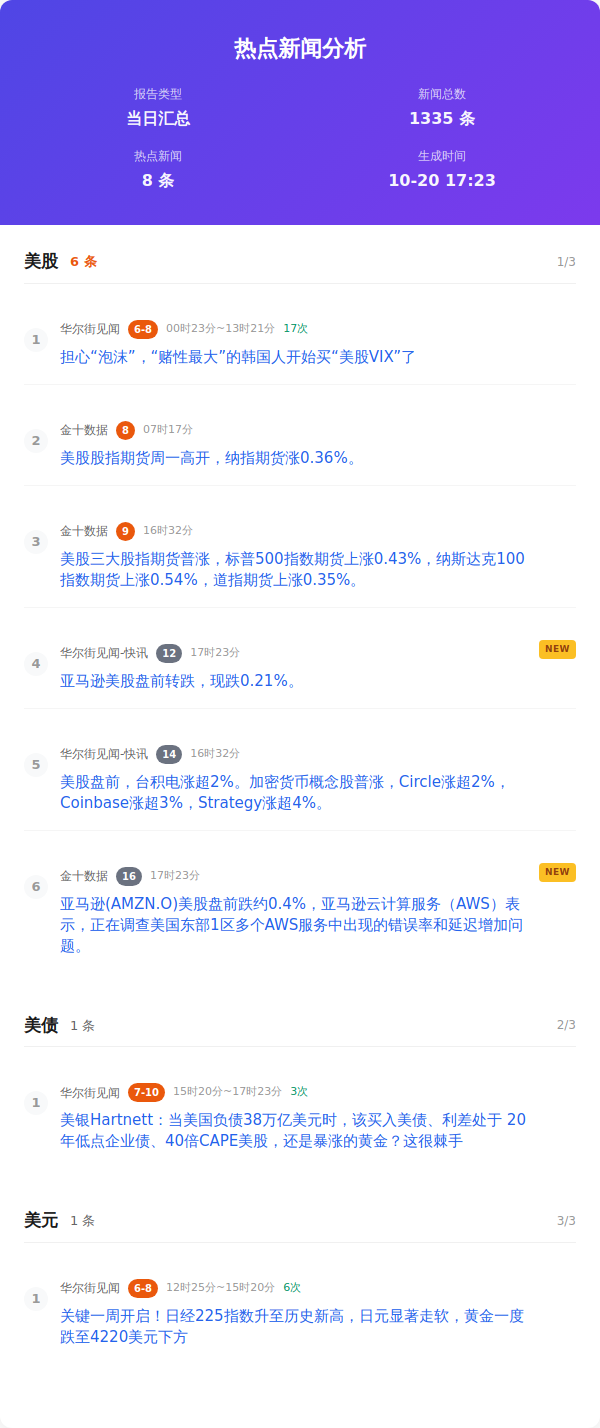 热点新闻分析
报告类型
当日汇总
新闻总数
1335 条
热点新闻
8 条
生成时间
10-20 17:23
美股 6 条 1/3
1 华尔街见闻 6-8 00时23分~13时21分 17次
担心“泡沫”，“赌性最大”的韩国人开始买“美股VIX”了
2 金十数据 8 07时17分
美股股指期货周一高开，纳指期货涨0.36%。
3 金十数据 9 16时32分
美股三大股指期货普涨，标普500指数期货上涨0.43%，纳斯达克100
指数期货上涨0.54%，道指期货上涨0.35%。
4 华尔街见闻-快讯 12 17时23分 NEW
亚马逊美股盘前转跌，现跌0.21%。
5 华尔街见闻-快讯 14 16时32分
美股盘前，台积电涨超2%。加密货币概念股普涨，Circle涨超2%，
Coinbase涨超3%，Strategy涨超4%。
6 金十数据 16 17时23分 NEW
亚马逊(AMZN.O)美股盘前跌约0.4%，亚马逊云计算服务（AWS）表
示，正在调查美国东部1区多个AWS服务中出现的错误率和延迟增加问
题。
美债 1 条 2/3
1 华尔街见闻 7-10 15时20分~17时23分 3次
美银Hartnett：当美国负债38万亿美元时，该买入美债、利差处于 20
年低点企业债、40倍CAPE美股，还是暴涨的黄金？这很棘手
美元 1 条 3/3
1 华尔街见闻 6-8 12时25分~15时20分 6次
关键一周开启！日经225指数升至历史新高，日元显著走软，黄金一度
跌至4220美元下方